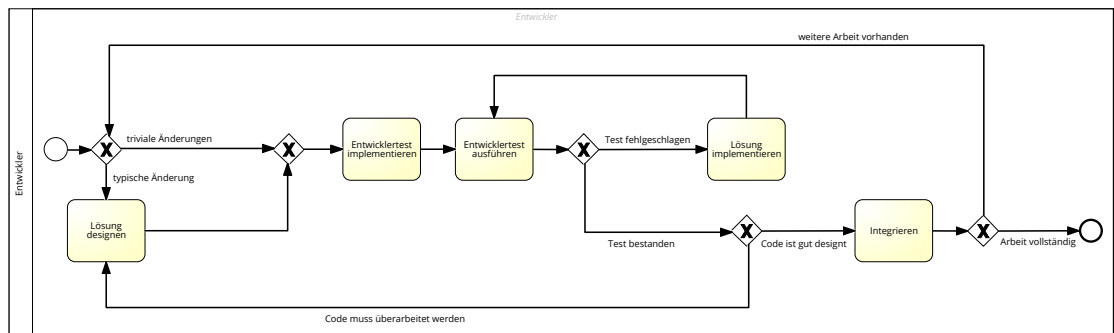 Entwickler
Entwickler
weitere Arbeit vorhanden
triviale Änderungen
typische Änderung
Entwicklertest
implementieren
Entwicklertest
ausführen
Test fehlgeschlagen
Lösung
implementieren
Lösung
designen
Test bestanden
Code ist gut designt
Integrieren
Arbeit vollständig
Code muss überarbeitet werden